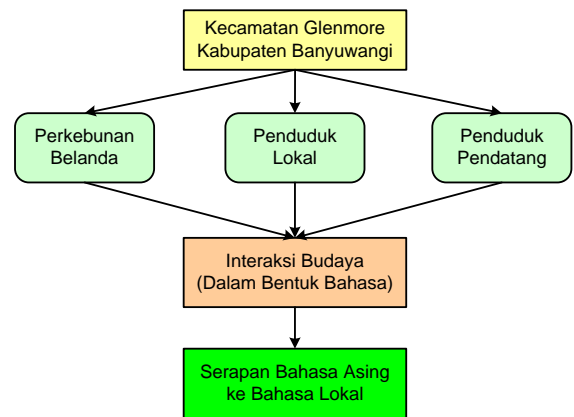 Kecamatan Glenmore
Kabupaten Banyuwangi
Perkebunan
Belanda
Penduduk
Lokal
Penduduk
Pendatang
Interaksi Budaya
(Dalam Bentuk Bahasa)
Serapan Bahasa Asing
ke Bahasa Lokal